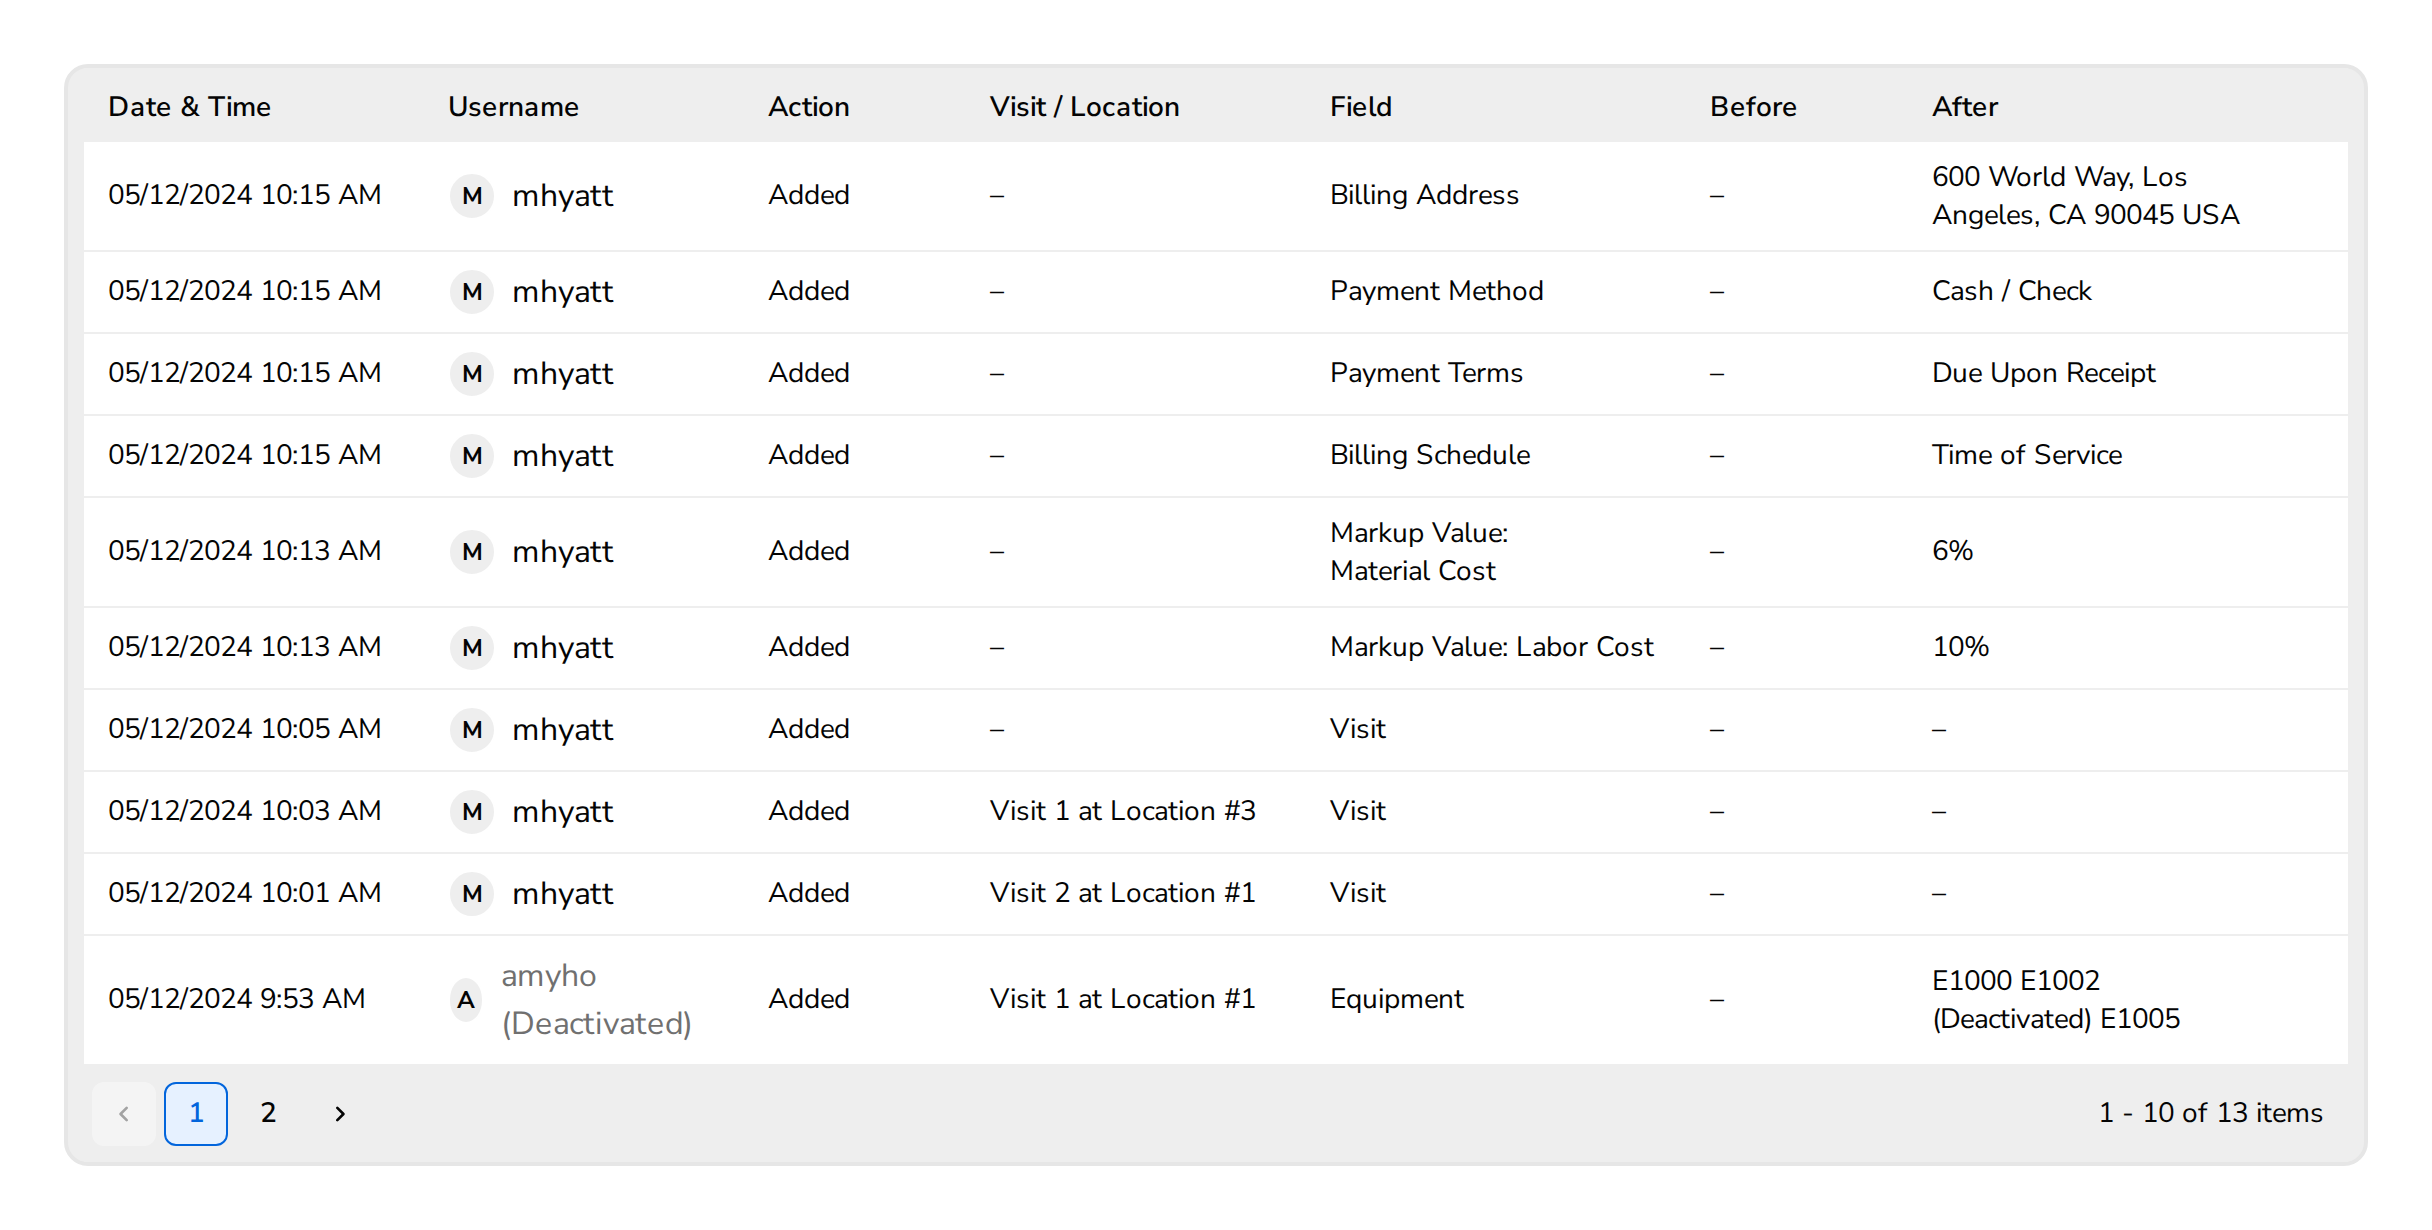 Date & Time Username Action Visit / Location Field Before After
05/12/2024 10:15 AM M mhyatt Added – Billing Address – 600 World Way, Los
Angeles, CA 90045 USA
05/12/2024 10:15 AM M mhyatt Added – Payment Method – Cash / Check
05/12/2024 10:15 AM M mhyatt Added – Payment Terms – Due Upon Receipt
05/12/2024 10:15 AM M mhyatt Added – Billing Schedule – Time of Service
05/12/2024 10:13 AM M mhyatt Added – Markup Value:
Material Cost – 6%
05/12/2024 10:13 AM M mhyatt Added – Markup Value: Labor Cost – 10%
05/12/2024 10:05 AM M mhyatt Added – Visit – –
05/12/2024 10:03 AM M mhyatt Added Visit 1 at Location #3 Visit – –
05/12/2024 10:01 AM M mhyatt Added Visit 2 at Location #1 Visit – –
05/12/2024 9:53 AM A amyho
(Deactivated) Added Visit 1 at Location #1 Equipment – E1000 E1002
(Deactivated) E1005
1 2 1 - 10 of 13 items